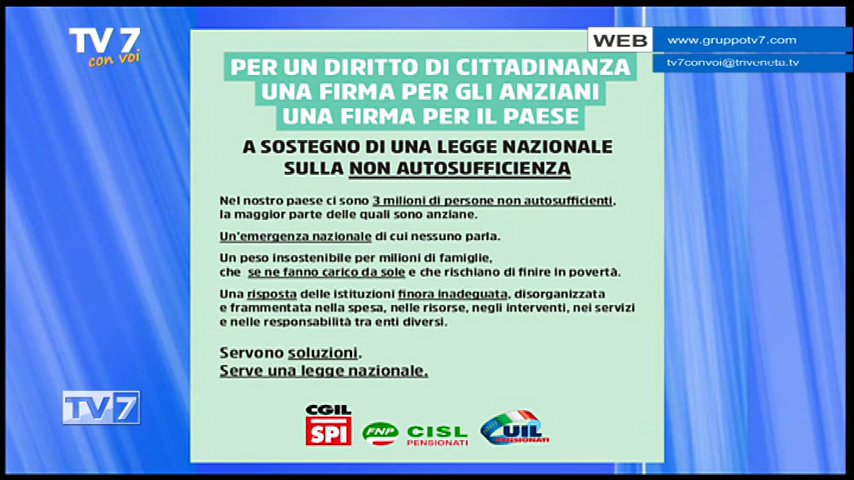 TV7
con voi
WEB
www.gruppotv7.com
tv7convoi@triveneta.tv
PER UN DIRITTO DI CITTADINANZA
UNA FIRMA PER GLI ANZIANI
UNA FIRMA PER IL PAESE
A SOSTEGNO DI UNA LEGGE NAZIONALE
SULLA NON AUTOSUFFICIENZA
Nel nostro paese ci sono 3 milioni di persone non autosufficienti,
la maggior parte delle quali sono anziane.
Un'emergenza nazionale di cui nessuno parla.
Un peso insostenibile per milioni di famiglie,
che se ne fanno carico da sole e che rischiano di finire in povertà.
Una risposta delle istituzioni finora inadeguata, disorganizzata
e frammentata nella spesa, nelle risorse, negli interventi, nei servizi
e nelle responsabilità tra enti diversi.
Servono soluzioni.
Serve una legge nazionale.
TV7
CGIL
SPI
FNP
CISL
PENSIONATI
UIL
PENSIONATI